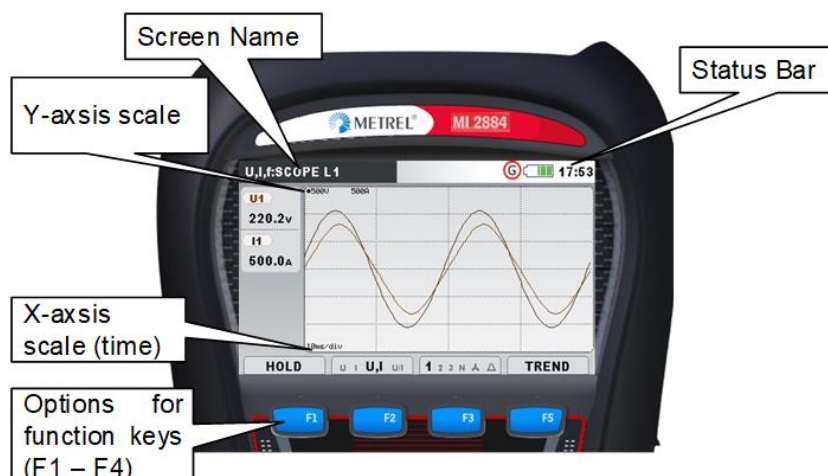 Screen Name
Status Bar
Y-axsis scale
METREL®
MI 2884
U,I,f:SCOPE L1
G
17:53
500V 500A
U1
220.2V
I1
500.0A
X-axsis
scale (time)
10ms/div
HOLD
U I U,I U/I
1 2 3 N
TREND
Options for
function keys
(F1 – F4)
F1
F2
F3
F5